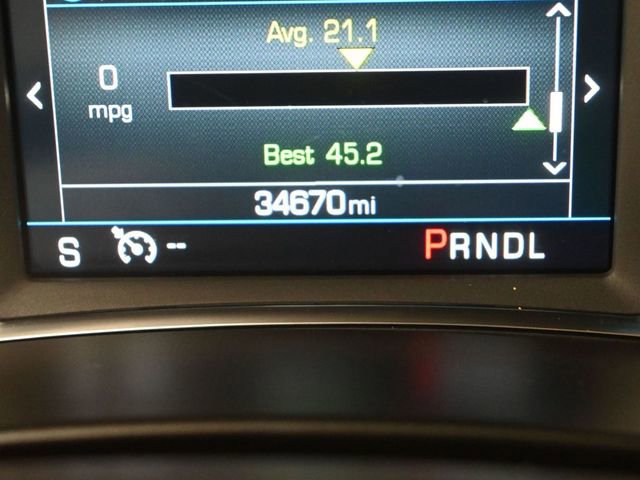 Avg. 21.1
0
mpg
Best 45.2
34670mi
S -- PRNDL